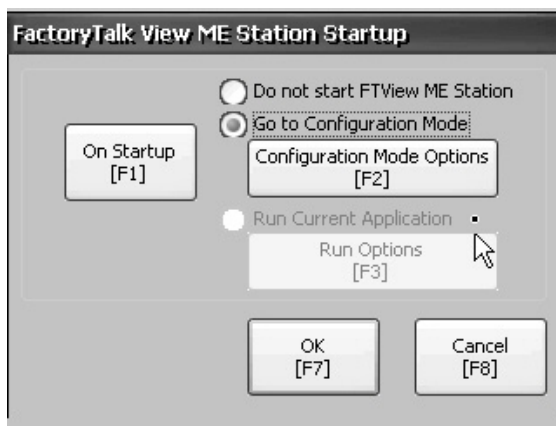 FactoryTalk View ME Station Startup
Do not start FTView ME Station
Go to Configuration Mode
On Startup
[F1]
Configuration Mode Options
[F2]
Run Current Application
Run Options
[F3]
OK
[F7]
Cancel
[F8]